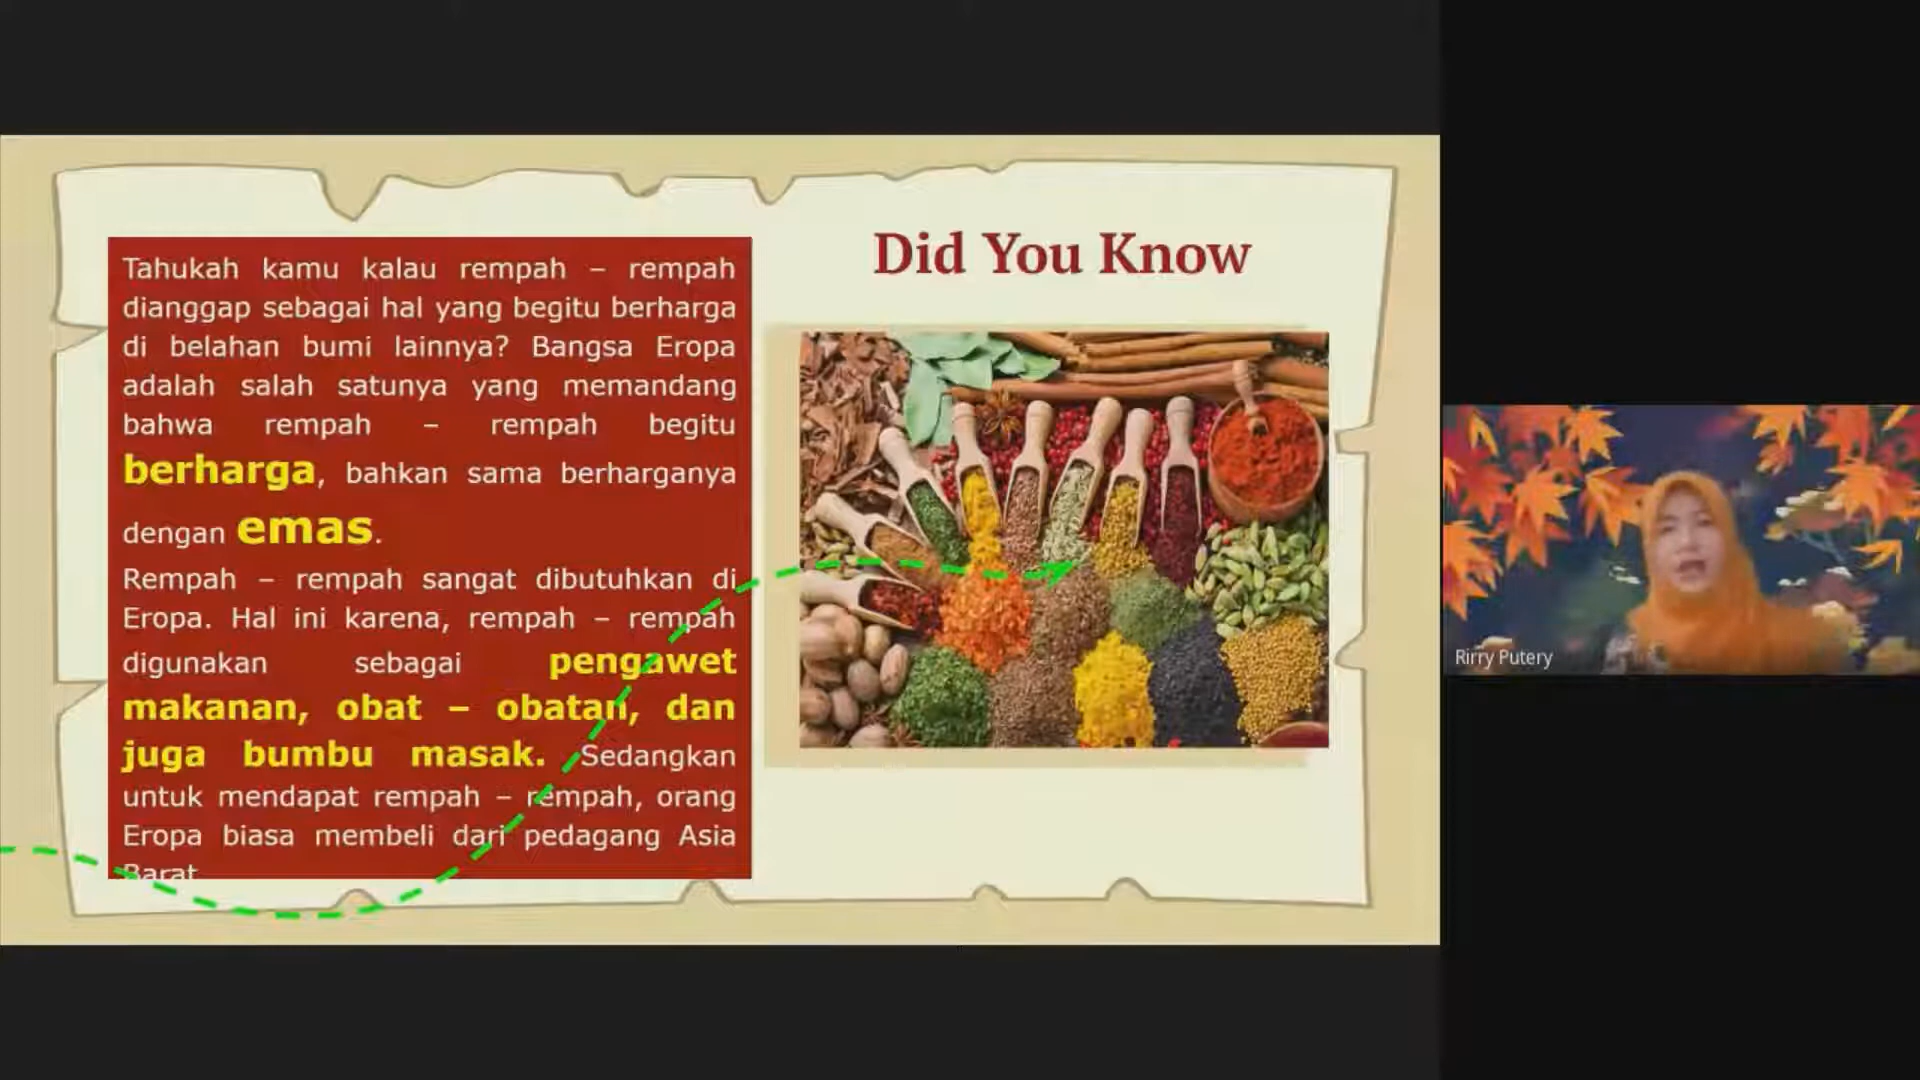 Did You Know
Tahukah kamu kalau rempah – rempah
dianggap sebagai hal yang begitu berharga
di belahan bumi lainnya? Bangsa Eropa
adalah salah satunya yang memandang
bahwa rempah – rempah begitu
berharga, bahkan sama berharganya
dengan emas.
Rempah – rempah sangat dibutuhkan di
Eropa. Hal ini karena, rempah – rempah
digunakan sebagai pengawet
makanan, obat – obatan, dan
juga bumbu masak. Sedangkan
untuk mendapat rempah – rempah, orang
Eropa biasa membeli dari pedagang Asia
Barat
Rirry Putery